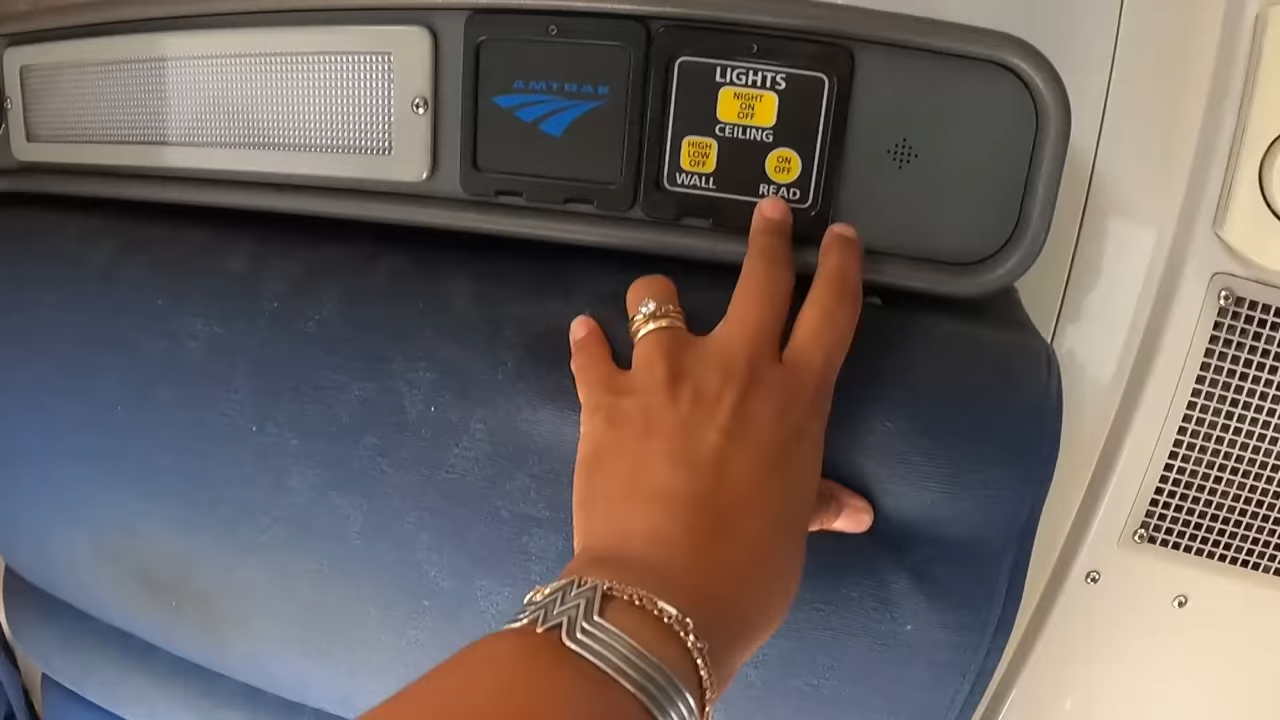 AMTRAK
LIGHTS
NIGHT
ON
OFF
CEILING
HIGH
LOW
OFF
WALL
ON
OFF
READ